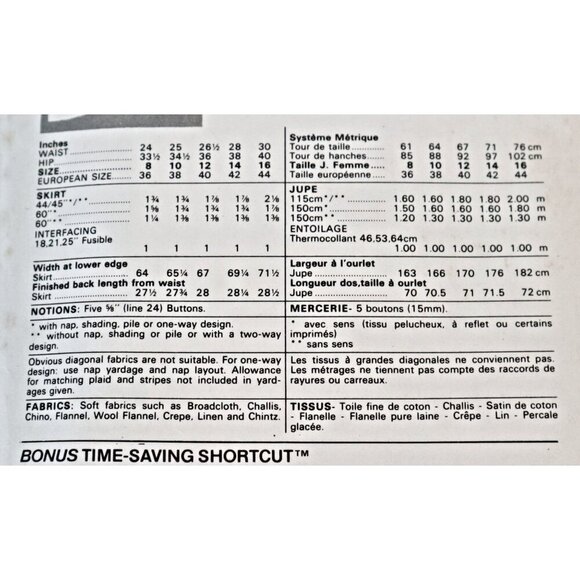 Inches
WAIST 24 25 26½ 28 30
HIP 33½ 34½ 36 38 40
SIZE 8 10 12 14 16
EUROPEAN SIZE 36 38 40 42 44
SKIRT
44/45"*/** 1¾ 1¾ 1⅞ 1⅞ 2⅛
60"* 1⅝ 1¾ 1¾ 1¾ 1¾
60"** 1¼ 1⅜ 1⅜ 1⅜ 1⅜
INTERFACING
18,21,25" Fusible
1 1 1 1 1
Width at lower edge
Skirt 64 65¼ 67 69¼ 71½
Finished back length from waist
Skirt 27½ 27¾ 28 28¼ 28½
NOTIONS: Five ⅝" (line 24) Buttons.
* with nap, shading, pile or one-way design.
** without nap, shading or pile or with a two-way
design.
Obvious diagonal fabrics are not suitable. For one-way
design: use nap yardage and nap layout. Allowance
for matching plaid and stripes not included in yard-
ages given.
FABRICS: Soft fabrics such as Broadcloth, Challis,
Chino, Flannel, Wool Flannel, Crepe, Linen and Chintz.
Système Métrique
Tour de taille 61 64 67 71 76 cm
Tour de hanches 85 88 92 97 102 cm
Taille J. Femme 8 10 12 14 16
Taille européenne 36 38 40 42 44
JUPE
115cm*/** 1.60 1.60 1.80 1.80 2.00 m
150cm* 1.50 1.60 1.60 1.60 1.60 m
150cm** 1.20 1.30 1.30 1.30 1.30 m
ENTOILAGE
Thermocollant 46,53,64cm
1.00 1.00 1.00 1.00 1.00 m
Largeur à l'ourlet
Jupe 163 166 170 176 182 cm
Longueur dos, taille à ourlet
Jupe 70 70.5 71 71.5 72 cm
MERCERIE- 5 boutons (15mm).
* avec sens (tissu pelucheux, à reflet ou certains
imprimés)
** sans sens
Les tissus à grandes diagonales ne conviennent pas.
Les métrages ne tiennent pas compte des raccords de
rayures ou carreaux.
TISSUS- Toile fine de coton - Challis - Satin de coton
- Flanelle - Flanelle pure laine - Crêpe - Lin - Percale
glacée.
BONUS TIME-SAVING SHORTCUT™